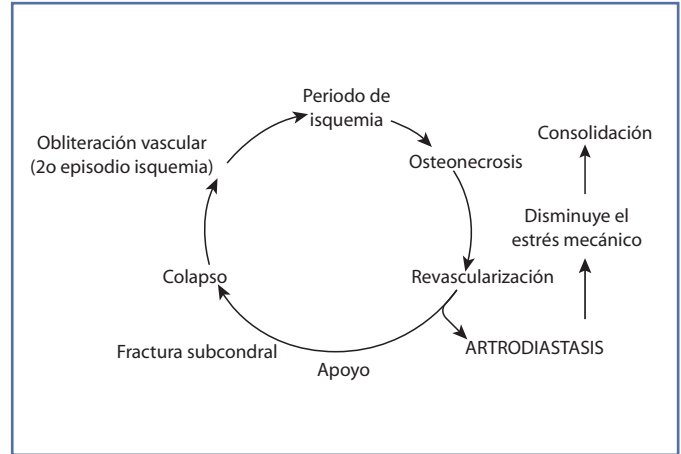 Periodo de
isquemia
Osteonecrosis
Revascularización
Apoyo
Fractura subcondral
Colapso
Obliteración vascular
(2o episodio isquemia)
ARTRODIASTASIS
Disminuye el
estrés mecánico
Consolidación